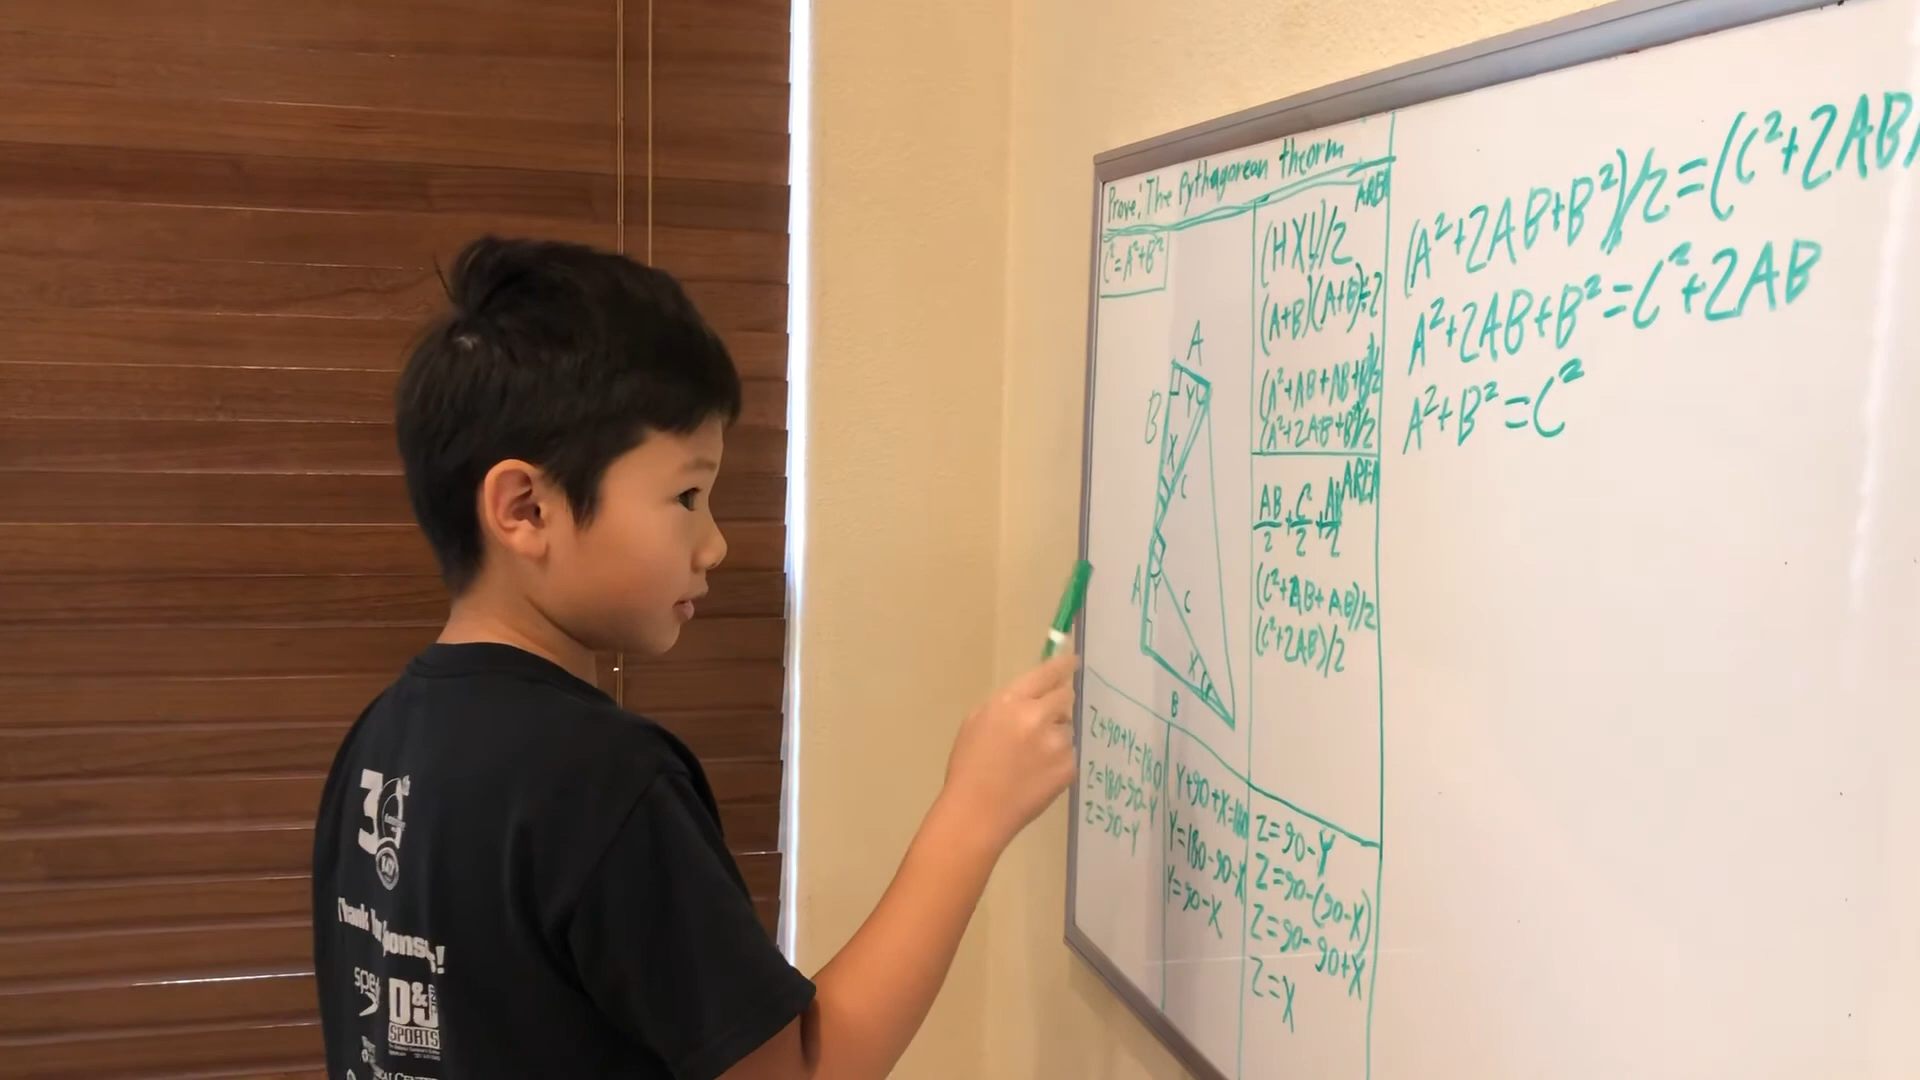 Prove: The Pythagorean theorm
C²=A²+B²
A
B
Y
X
C
A
Y
C
X
B
AREA
(HXL)/2
(A+B)(A+B)÷2
(A²+AB+AB+B²)/2
(A²+2AB+B²)/2
AREA
AB/2+C²/2+AB/2
(C²+AB+AB)/2
(C²+2AB)/2
Z+90+Y=180
Z=180-90-Y
Z=90-Y
Y+90+X=180
Y=180-90-X
Y=90-X
Z=90-Y
Z=90-(90-X)
Z=90-90+X
Z=X
(A²+2AB+B²)/2=(C²+2AB)
A²+2AB+B²=C²+2AB
A²+B²=C²
30th
Thank
D&J
SPORTS